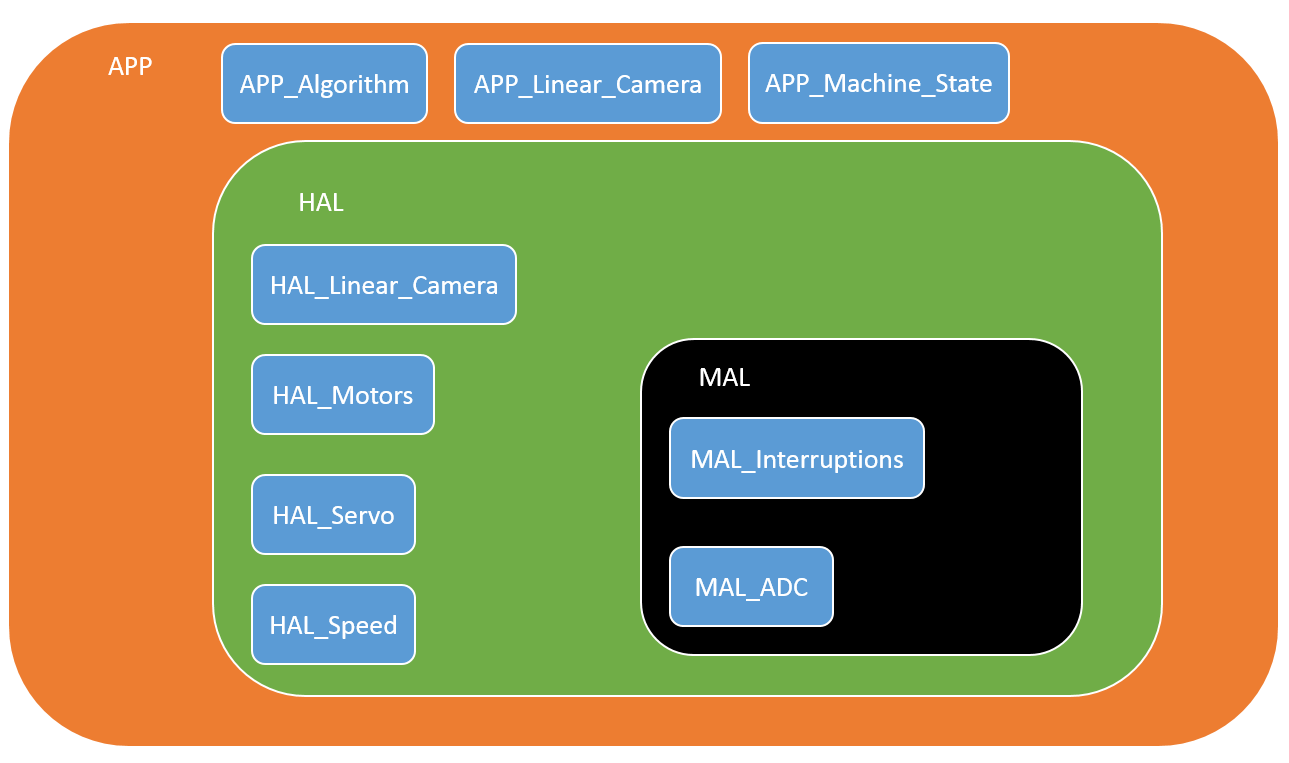 APP
APP_Algorithm
APP_Linear_Camera
APP_Machine_State
HAL
HAL_Linear_Camera
HAL_Motors
HAL_Servo
HAL_Speed
MAL
MAL_Interruptions
MAL_ADC